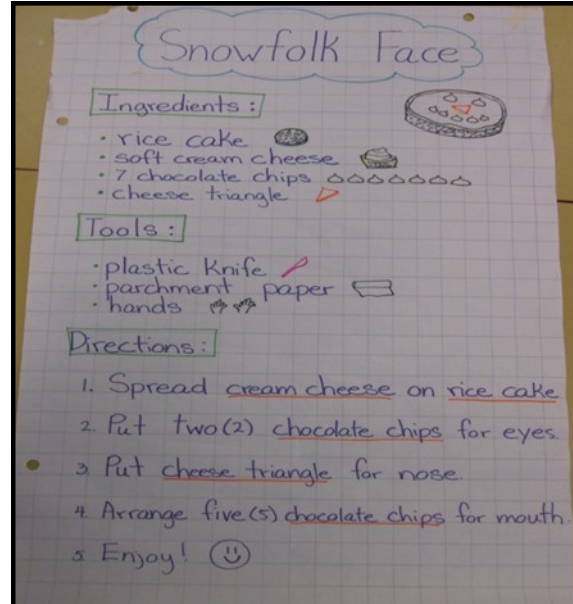 Snowfolk Face
Ingredients:
• rice cake
• soft cream cheese
• 7 chocolate chips
• cheese triangle
Tools:
• plastic Knife
• parchment paper
• hands
Directions:
1. Spread cream cheese on rice cake
2. Put two (2) chocolate chips for eyes.
3. Put cheese triangle for nose.
4. Arrange five (5) chocolate chips for mouth.
5. Enjoy!